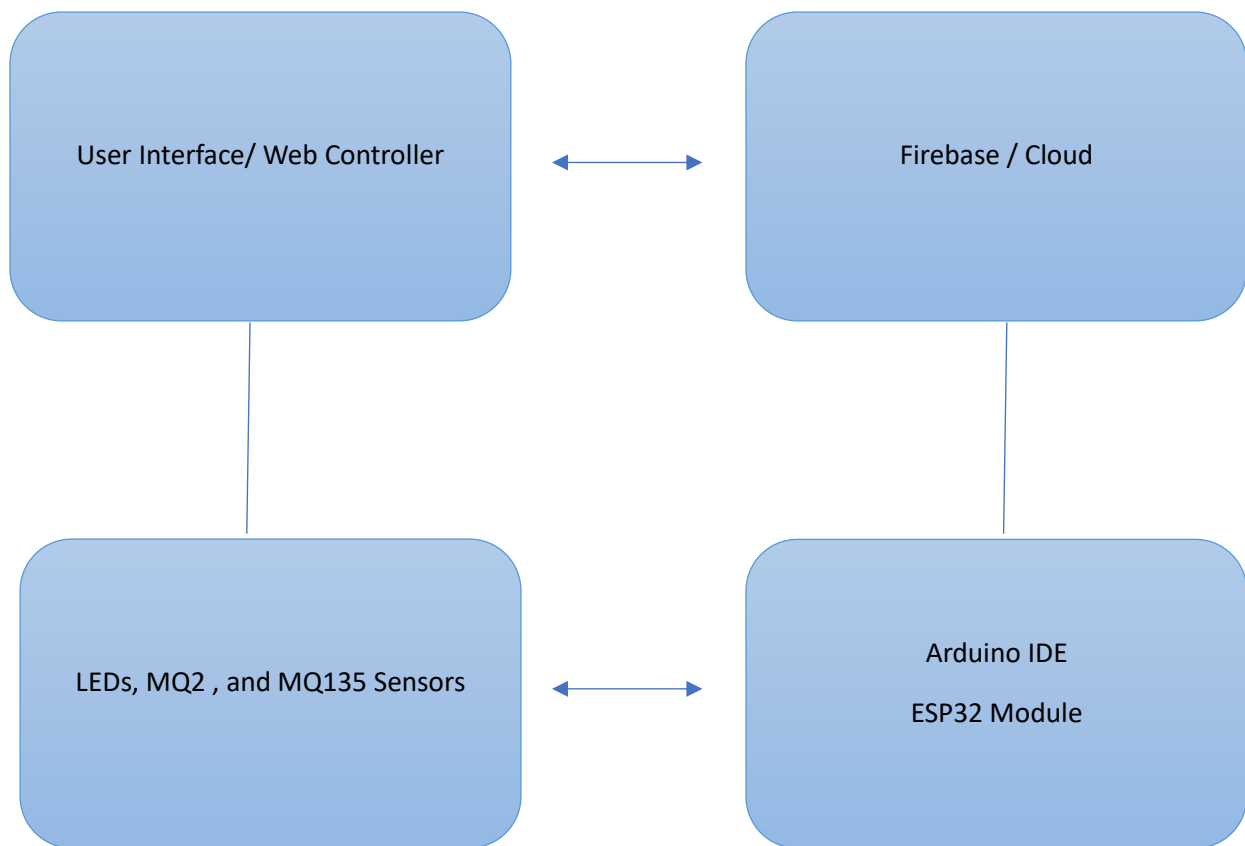 User Interface/ Web Controller
Firebase / Cloud
LEDs, MQ2 , and MQ135 Sensors
Arduino IDE
ESP32 Module